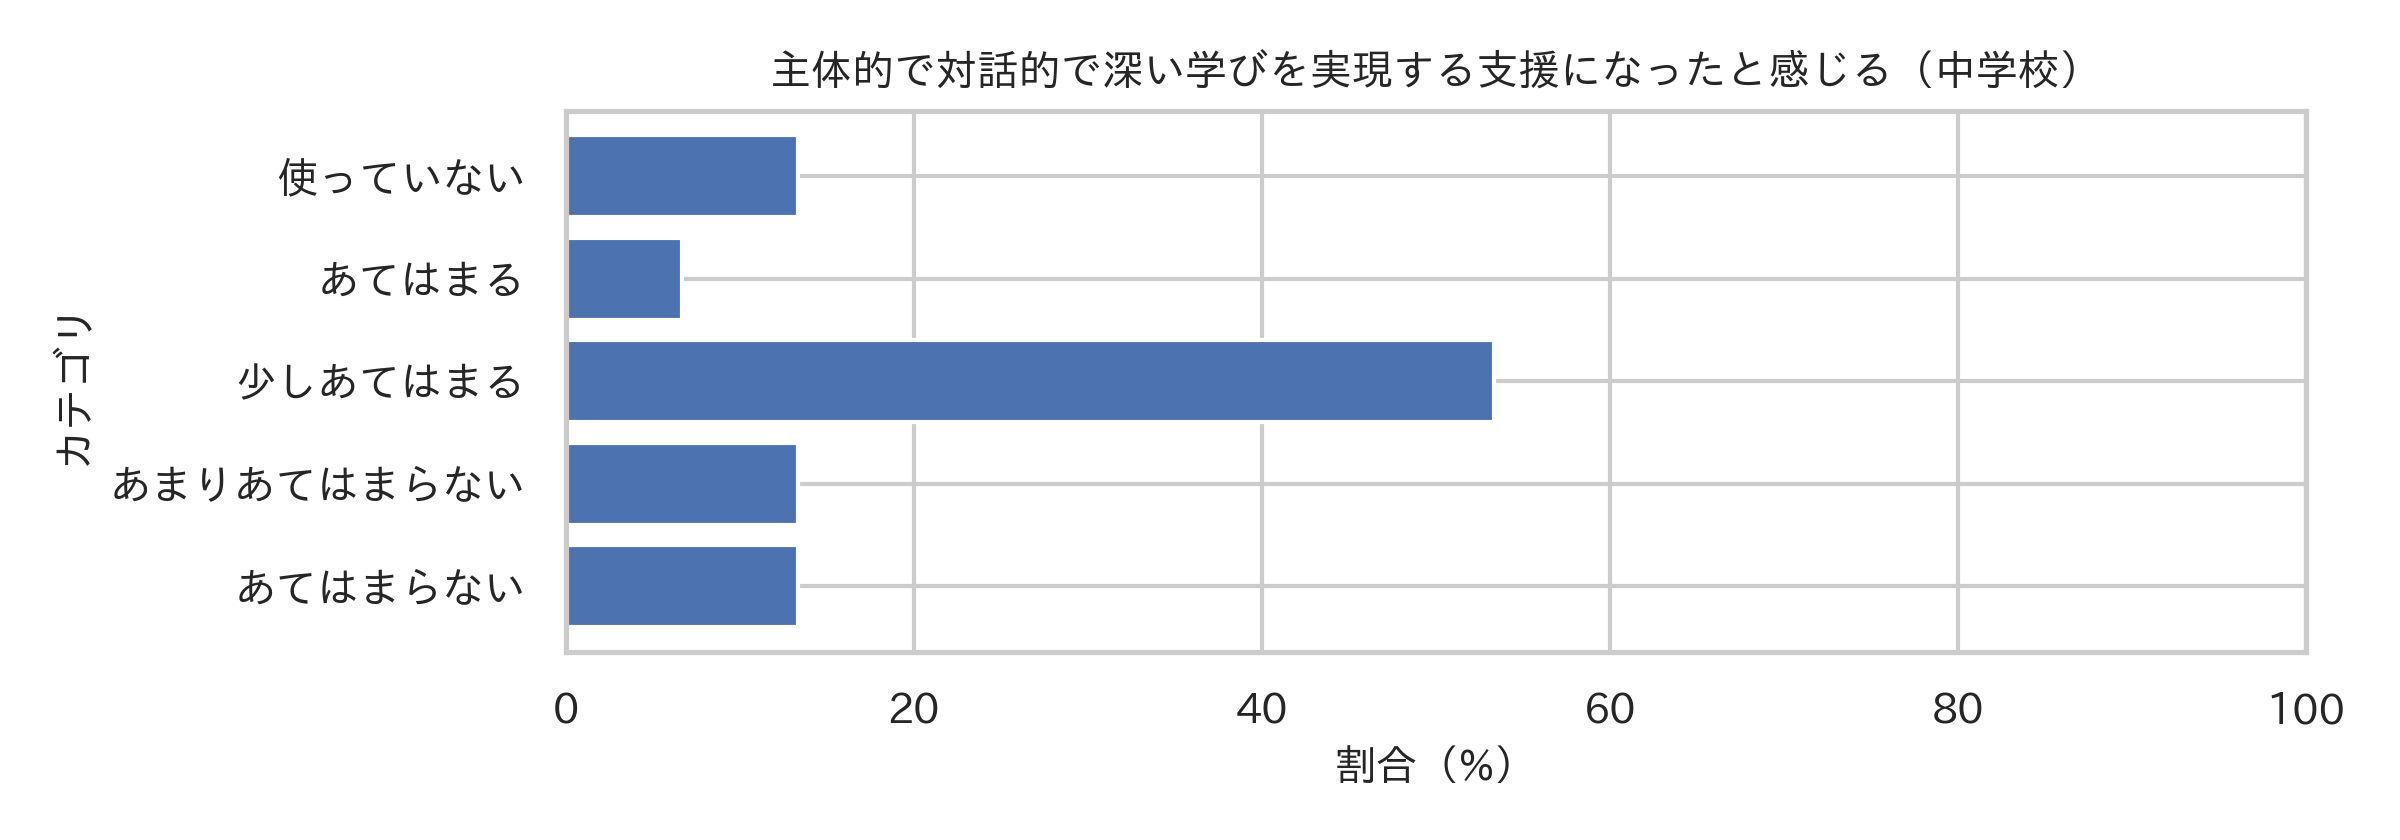 主体的で対話的で深い学びを実現する支援になったと感じる（中学校）
カテゴリ
使っていない
あてはまる
少しあてはまる
あまりあてはまらない
あてはまらない
0 20 40 60 80 100
割合（%）